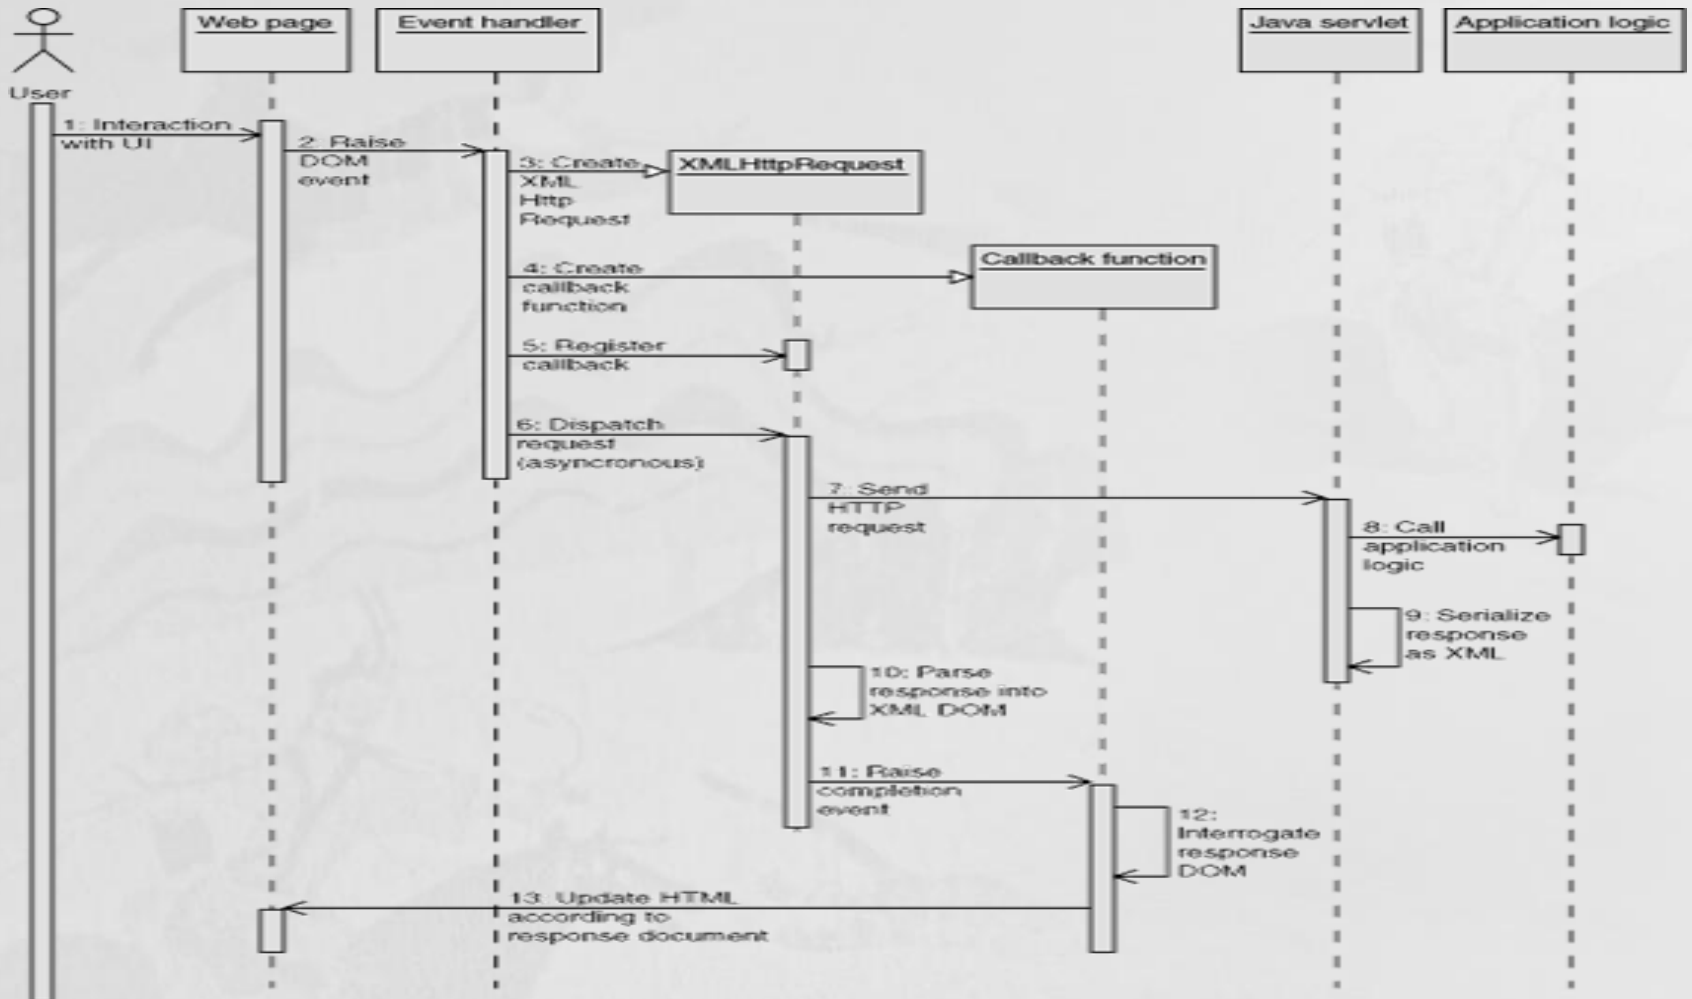 Web page
Event handler
Java servlet
Application logic
User
1: Interaction
with UI
2: Raise
DOM
event
3: Create
XML
Http
Request
XMLHttpRequest
4: Create
callback
function
Callback function
5: Register
callback
6: Dispatch
request
(asyncronous)
7: Send
HTTP
request
8: Call
application
logic
9: Serialize
response
as XML
10: Parse
response into
XML DOM
11: Raise
completion
event
12:
Interrogate
response
DOM
13: Update HTML
according to
response document